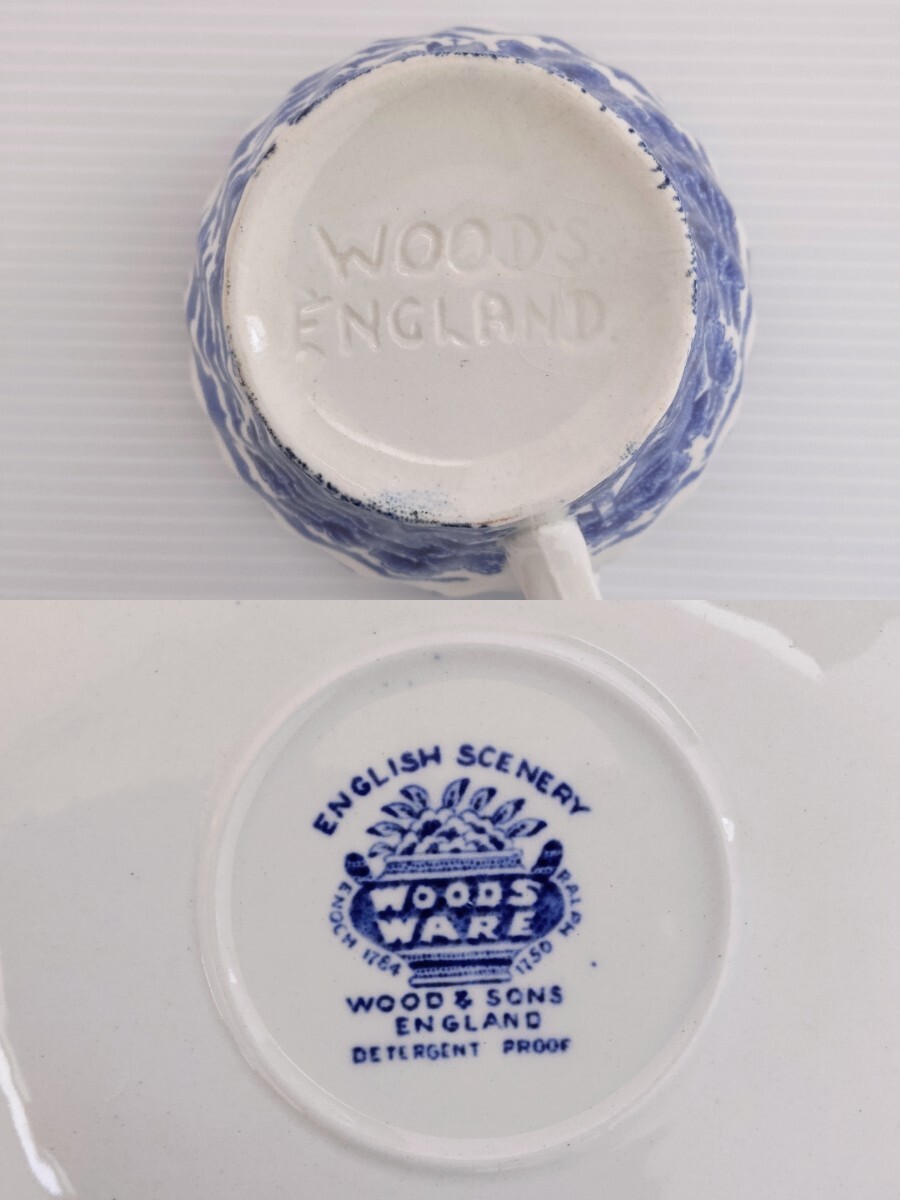 WOOD'S
ENGLAND.
ENGLISH SCENERY
WOODS
WARE
ENOCH 1784
RALPH 1750
WOOD & SONS
ENGLAND
DETERGENT PROOF